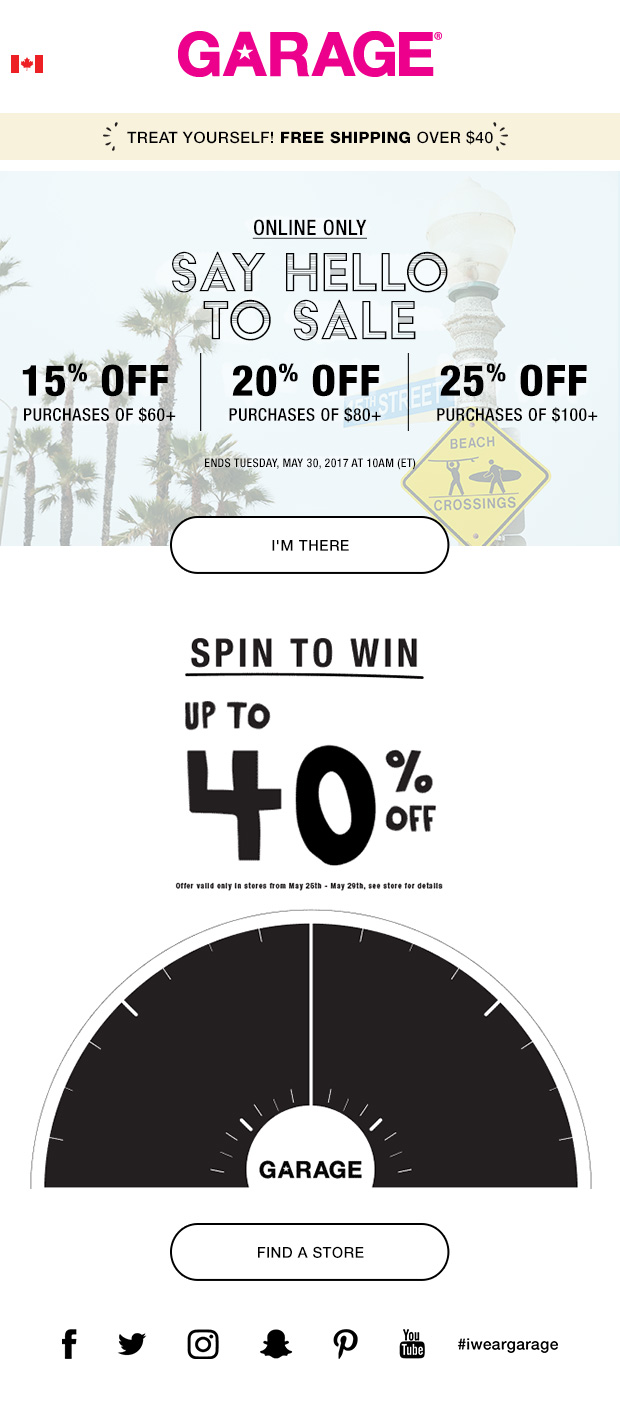 GARAGE®
TREAT YOURSELF! FREE SHIPPING OVER $40
ONLINE ONLY
SAY HELLO
TO SALE
15% OFF
PURCHASES OF $60+
20% OFF
PURCHASES OF $80+
25% OFF
PURCHASES OF $100+
15TH STREET
ENDS TUESDAY, MAY 30, 2017 AT 10AM (ET)
BEACH
CROSSINGS
I'M THERE
SPIN TO WIN
UP TO
40% OFF
Offer valid only in stores from May 25th - May 29th, see store for details
GARAGE
FIND A STORE
You
Tube
#iweargarage